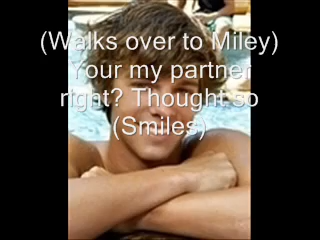 (Walks over to Miley)
Your my partner
right? Thought so
(Smiles)